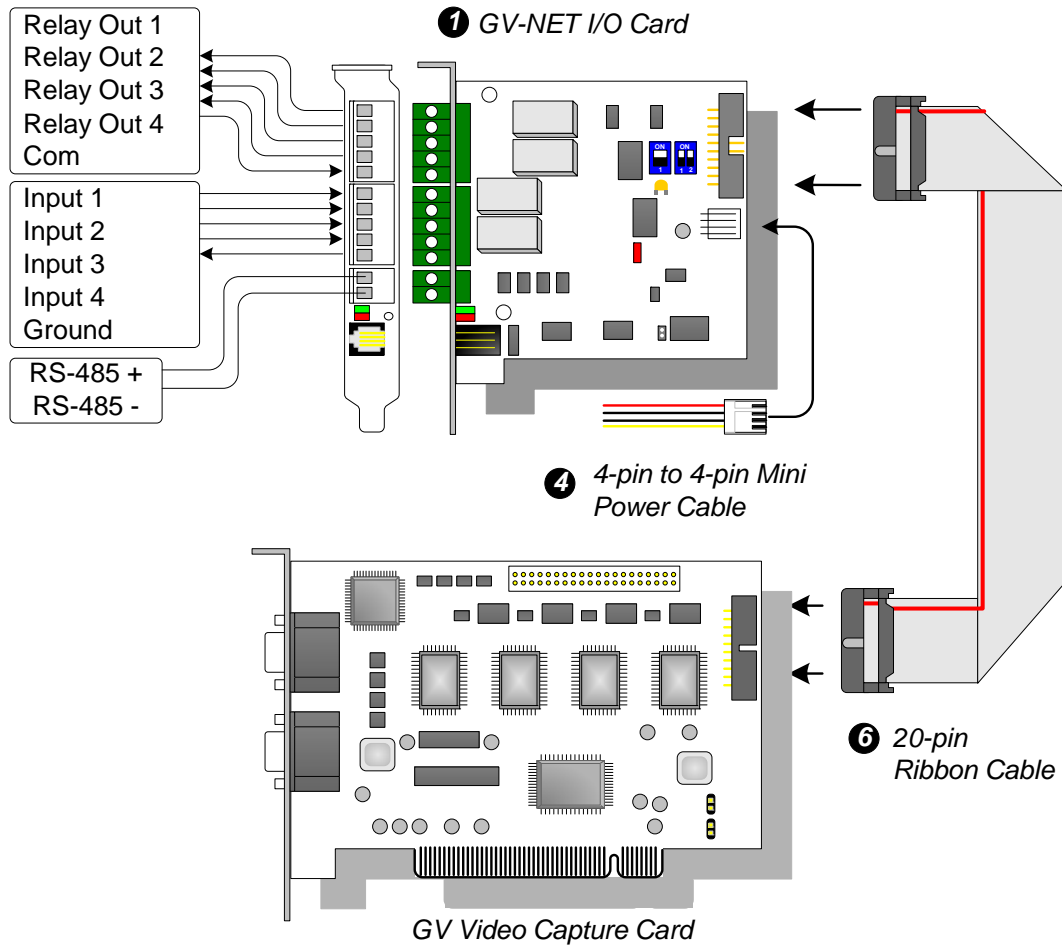 1 GV-NET I/O Card
Relay Out 1
Relay Out 2
Relay Out 3
Relay Out 4
Com
Input 1
Input 2
Input 3
Input 4
Ground
RS-485 +
RS-485 -
ON
1
ON
1 2
4 4-pin to 4-pin Mini
Power Cable
6 20-pin
Ribbon Cable
GV Video Capture Card